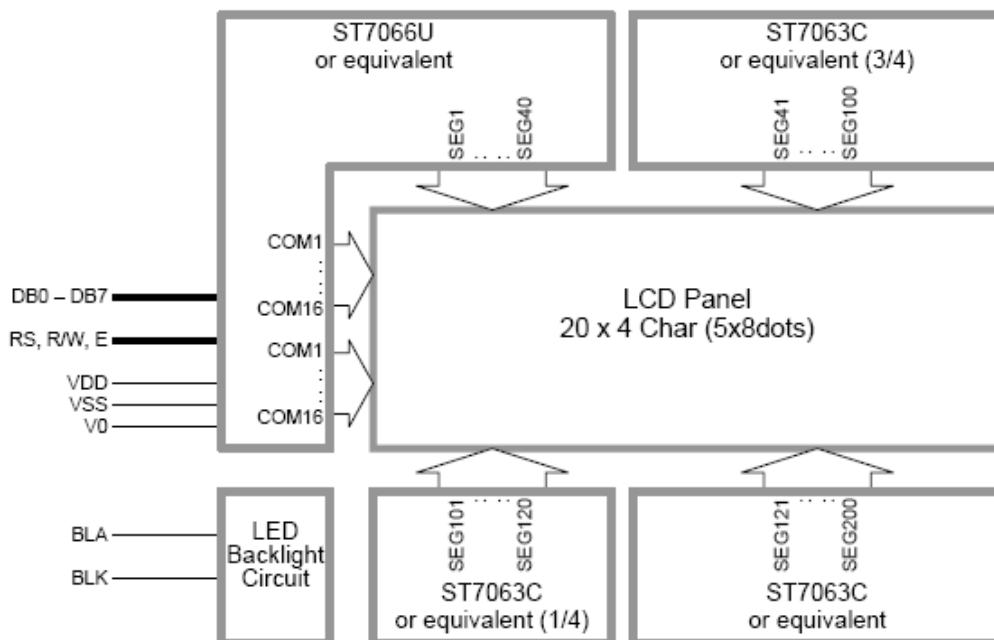 ST7066U
or equivalent
ST7063C
or equivalent (3/4)
SEG1
SEG40
SEG41
SEG100
COM1
COM16
COM1
COM16
LCD Panel
20 x 4 Char (5x8dots)
DB0 – DB7
RS, R/W, E
VDD
VSS
V0
BLA
BLK
LED
Backlight
Circuit
SEG101
SEG120
ST7063C
or equivalent (1/4)
SEG121
SEG200
ST7063C
or equivalent